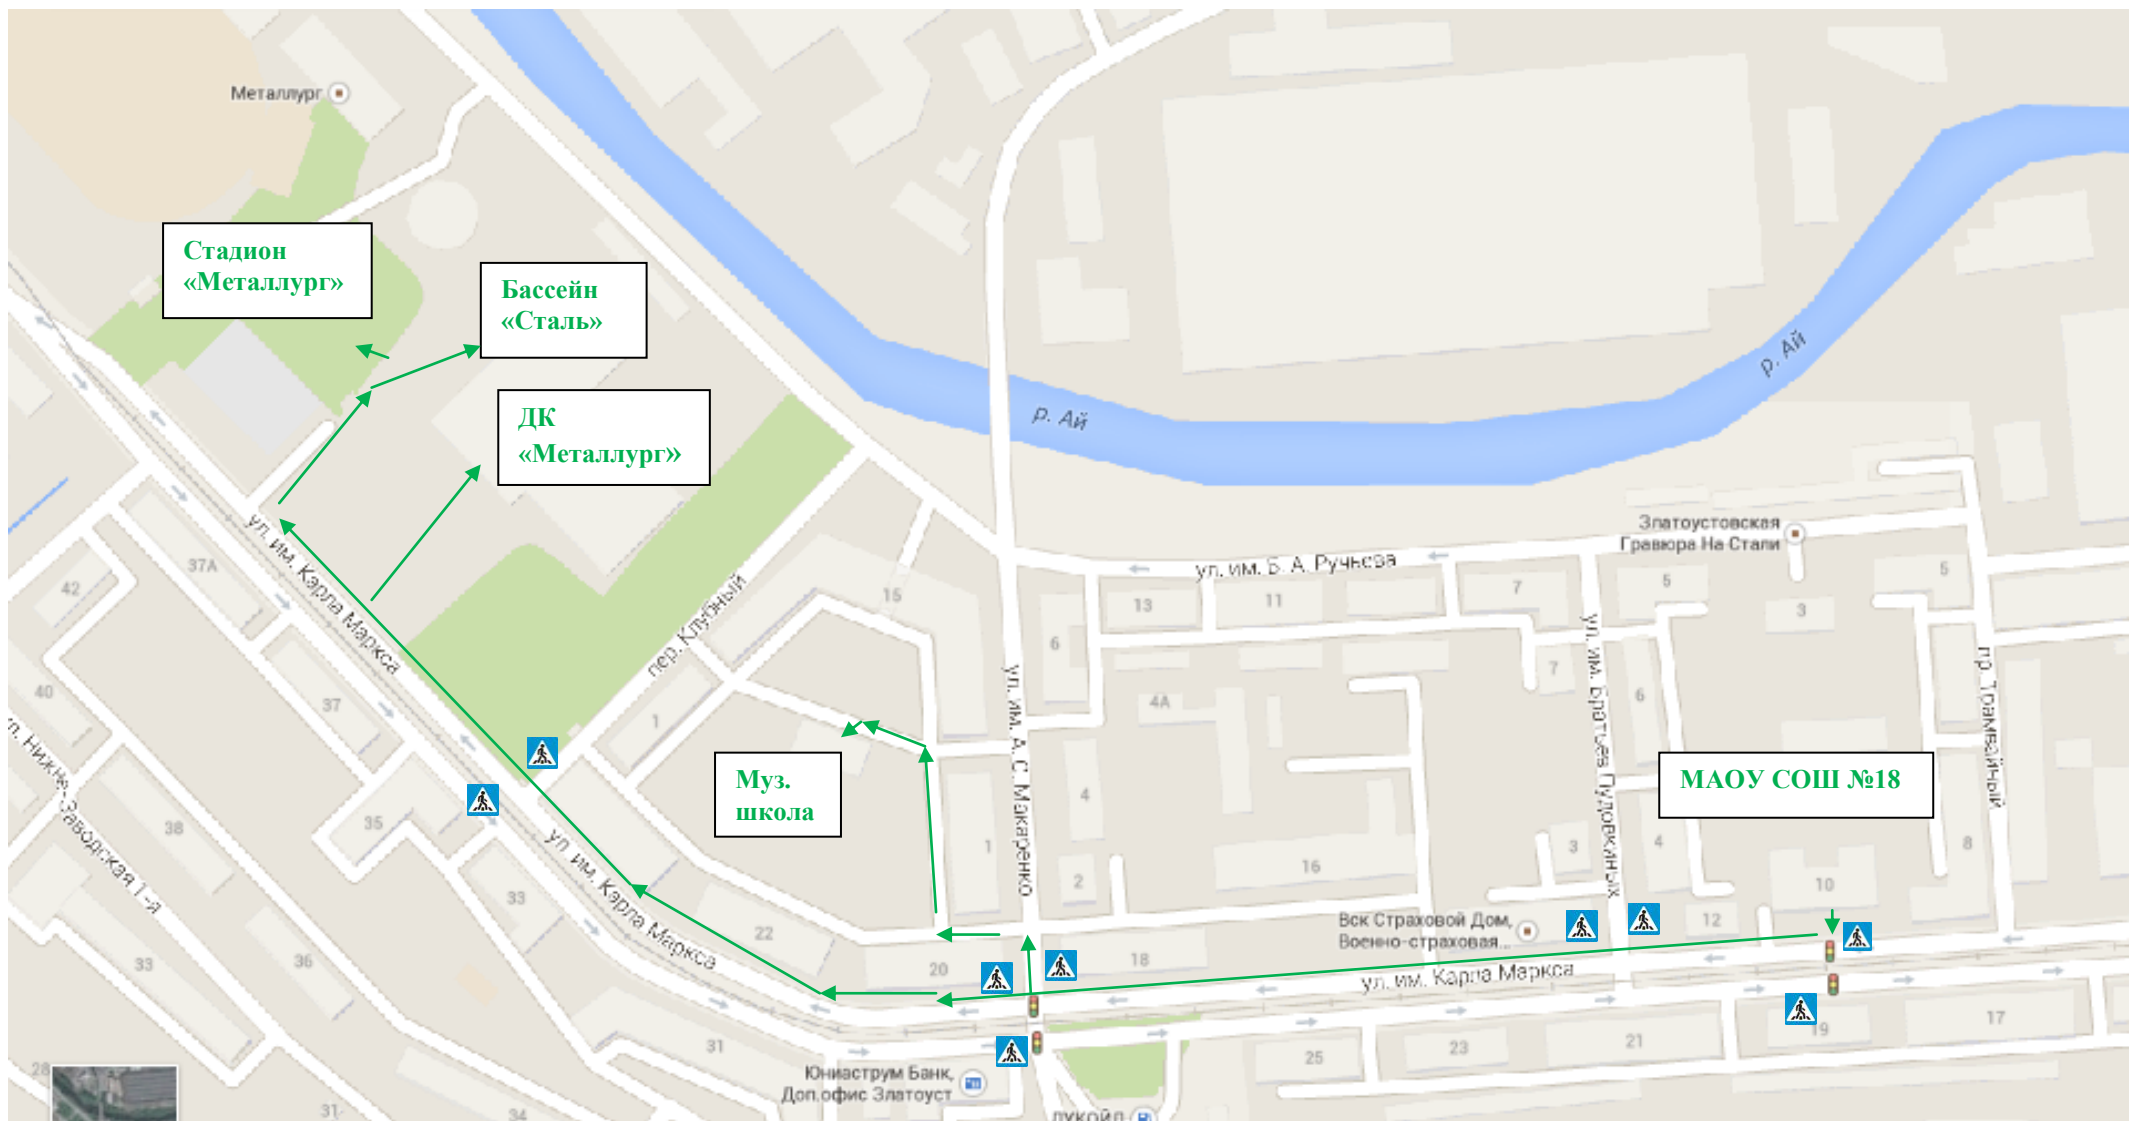 Металлург
Стадион
«Металлург»
Бассейн
«Сталь»
ДК
«Металлург»
р. Ай
р. Ай
Златоустовская
Гравюра На Стали
ул. им. Б. А. Ручьева
ул. им. Карла Маркса
37А
42
15
13
11
7
5
3
5
6
пер. Клубный
ул. им. А. С. Макаренко
ул. им. Братьев Пудовкиных
пр. Трамвайный
7
6
4А
40
37
1
Муз.
школа
МАОУ СОШ №18
4
35
38
1
3
4
8
16
2
10
ул. им. Карла Маркса
33
22
12
Вск Страховой Дом,
Военно-страховая...
20
18
ул. им. Карла Маркса
33
36
31
25
23
21
19
17
Юниаструм Банк,
Доп.офис Златоуст
28
31
34
ЛУКОЙЛ